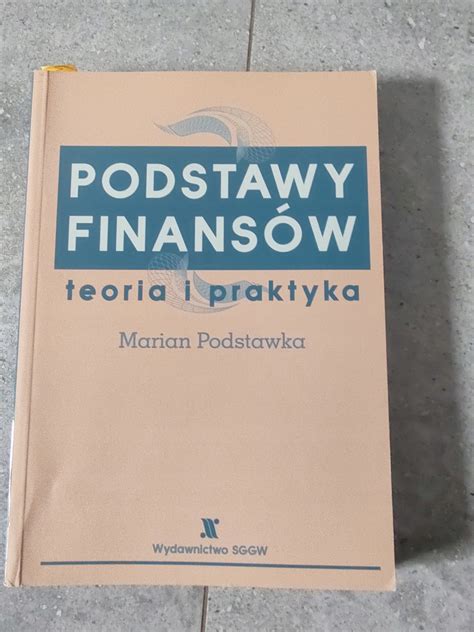 PODSTAWY
FINANSÓW
teoria i praktyka
Marian Podstawka
Wydawnictwo SGGW